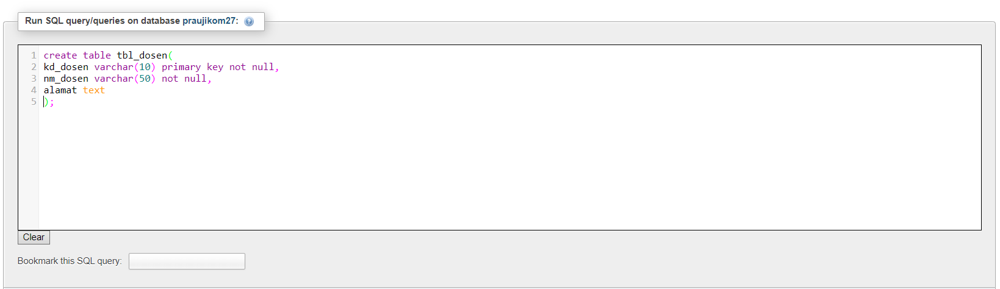 Run SQL query/queries on database praujikom27:
1 create table tbl_dosen(
2 kd_dosen varchar(10) primary key not null,
3 nm_dosen varchar(50) not null,
4 alamat text
5 );
Clear
Bookmark this SQL query: